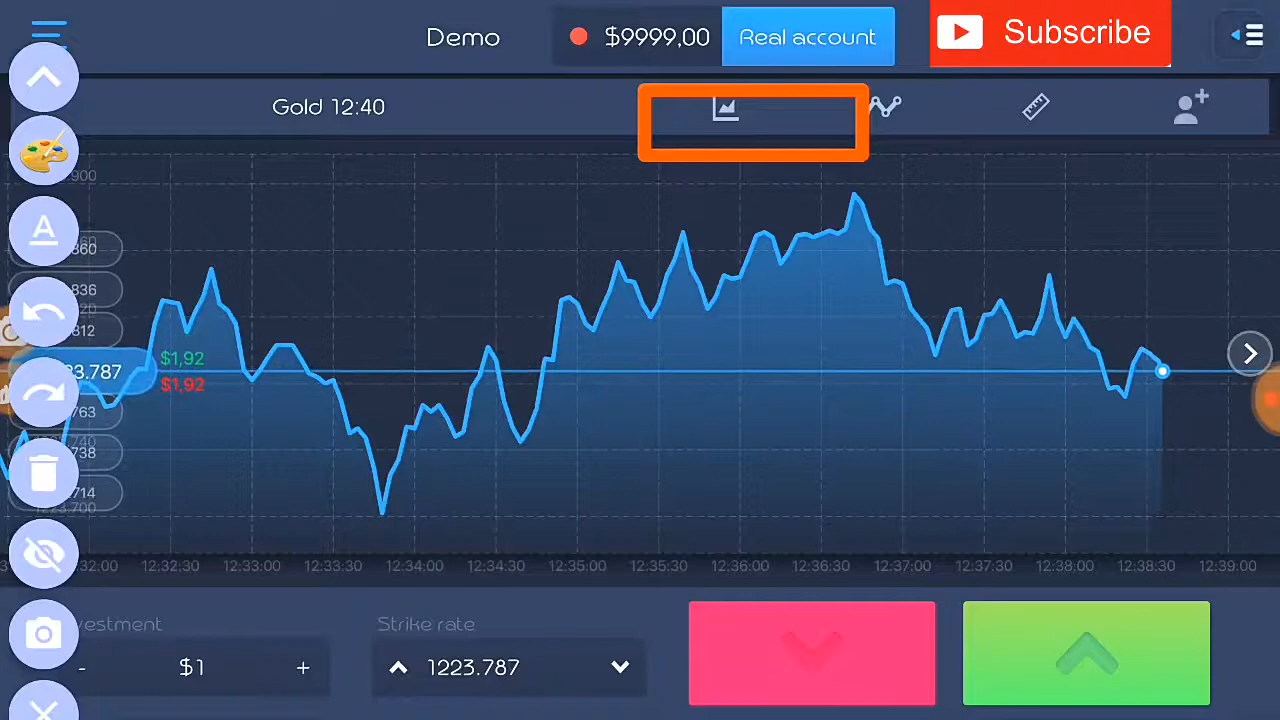 Demo
$9999,00
Real account
Subscribe
Gold 12:40
900
860
836
812
$1,92
23.787
$1,92
763
738
714
1223.700
32:00 12:32:30 12:33:00 12:33:30 12:34:00 12:34:30 12:35:00 12:35:30 12:36:00 12:36:30 12:37:00 12:37:30 12:38:00 12:38:30 12:39:00
vestment
Strike rate
- $1 +
1223.787
A